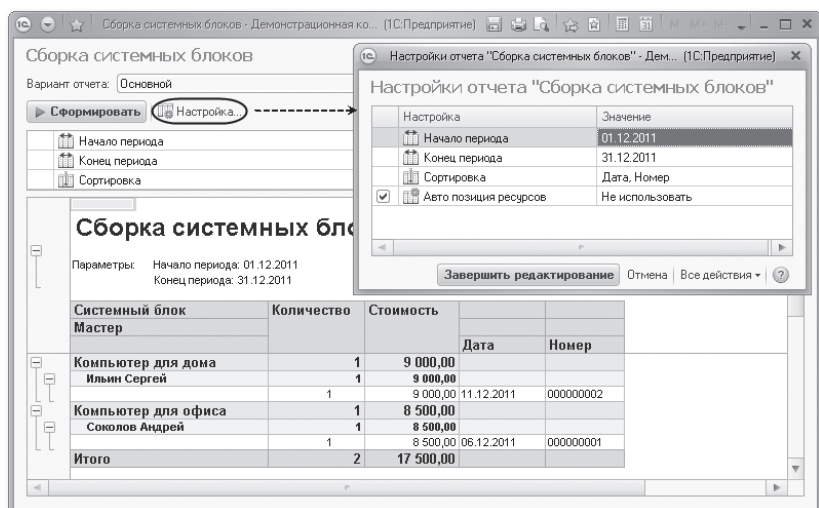 Сборка системных блоков - Демонстрационная ко... (1С:Предприятие)
M M+ M-
Сборка системных блоков
Вариант отчета: Основной
Сформировать Настройка...
Начало периода
Конец периода
Сортировка
Сборка системных бло
Параметры: Начало периода: 01.12.2011
Конец периода: 31.12.2011
Системный блок Количество Стоимость
Мастер
Дата Номер
Компьютер для дома 1 9 000,00
Ильин Сергей 1 9 000,00
1 9 000,00 11.12.2011 000000002
Компьютер для офиса 1 8 500,00
Соколов Андрей 1 8 500,00
1 8 500,00 06.12.2011 000000001
Итого 2 17 500,00
Настройки отчета "Сборка системных блоков" - Дем... (1С:Предприятие)
Настройки отчета "Сборка системных блоков"
Настройка Значение
Начало периода 01.12.2011
Конец периода 31.12.2011
Сортировка Дата, Номер
Авто позиция ресурсов Не использовать
Завершить редактирование Отмена Все действия ?